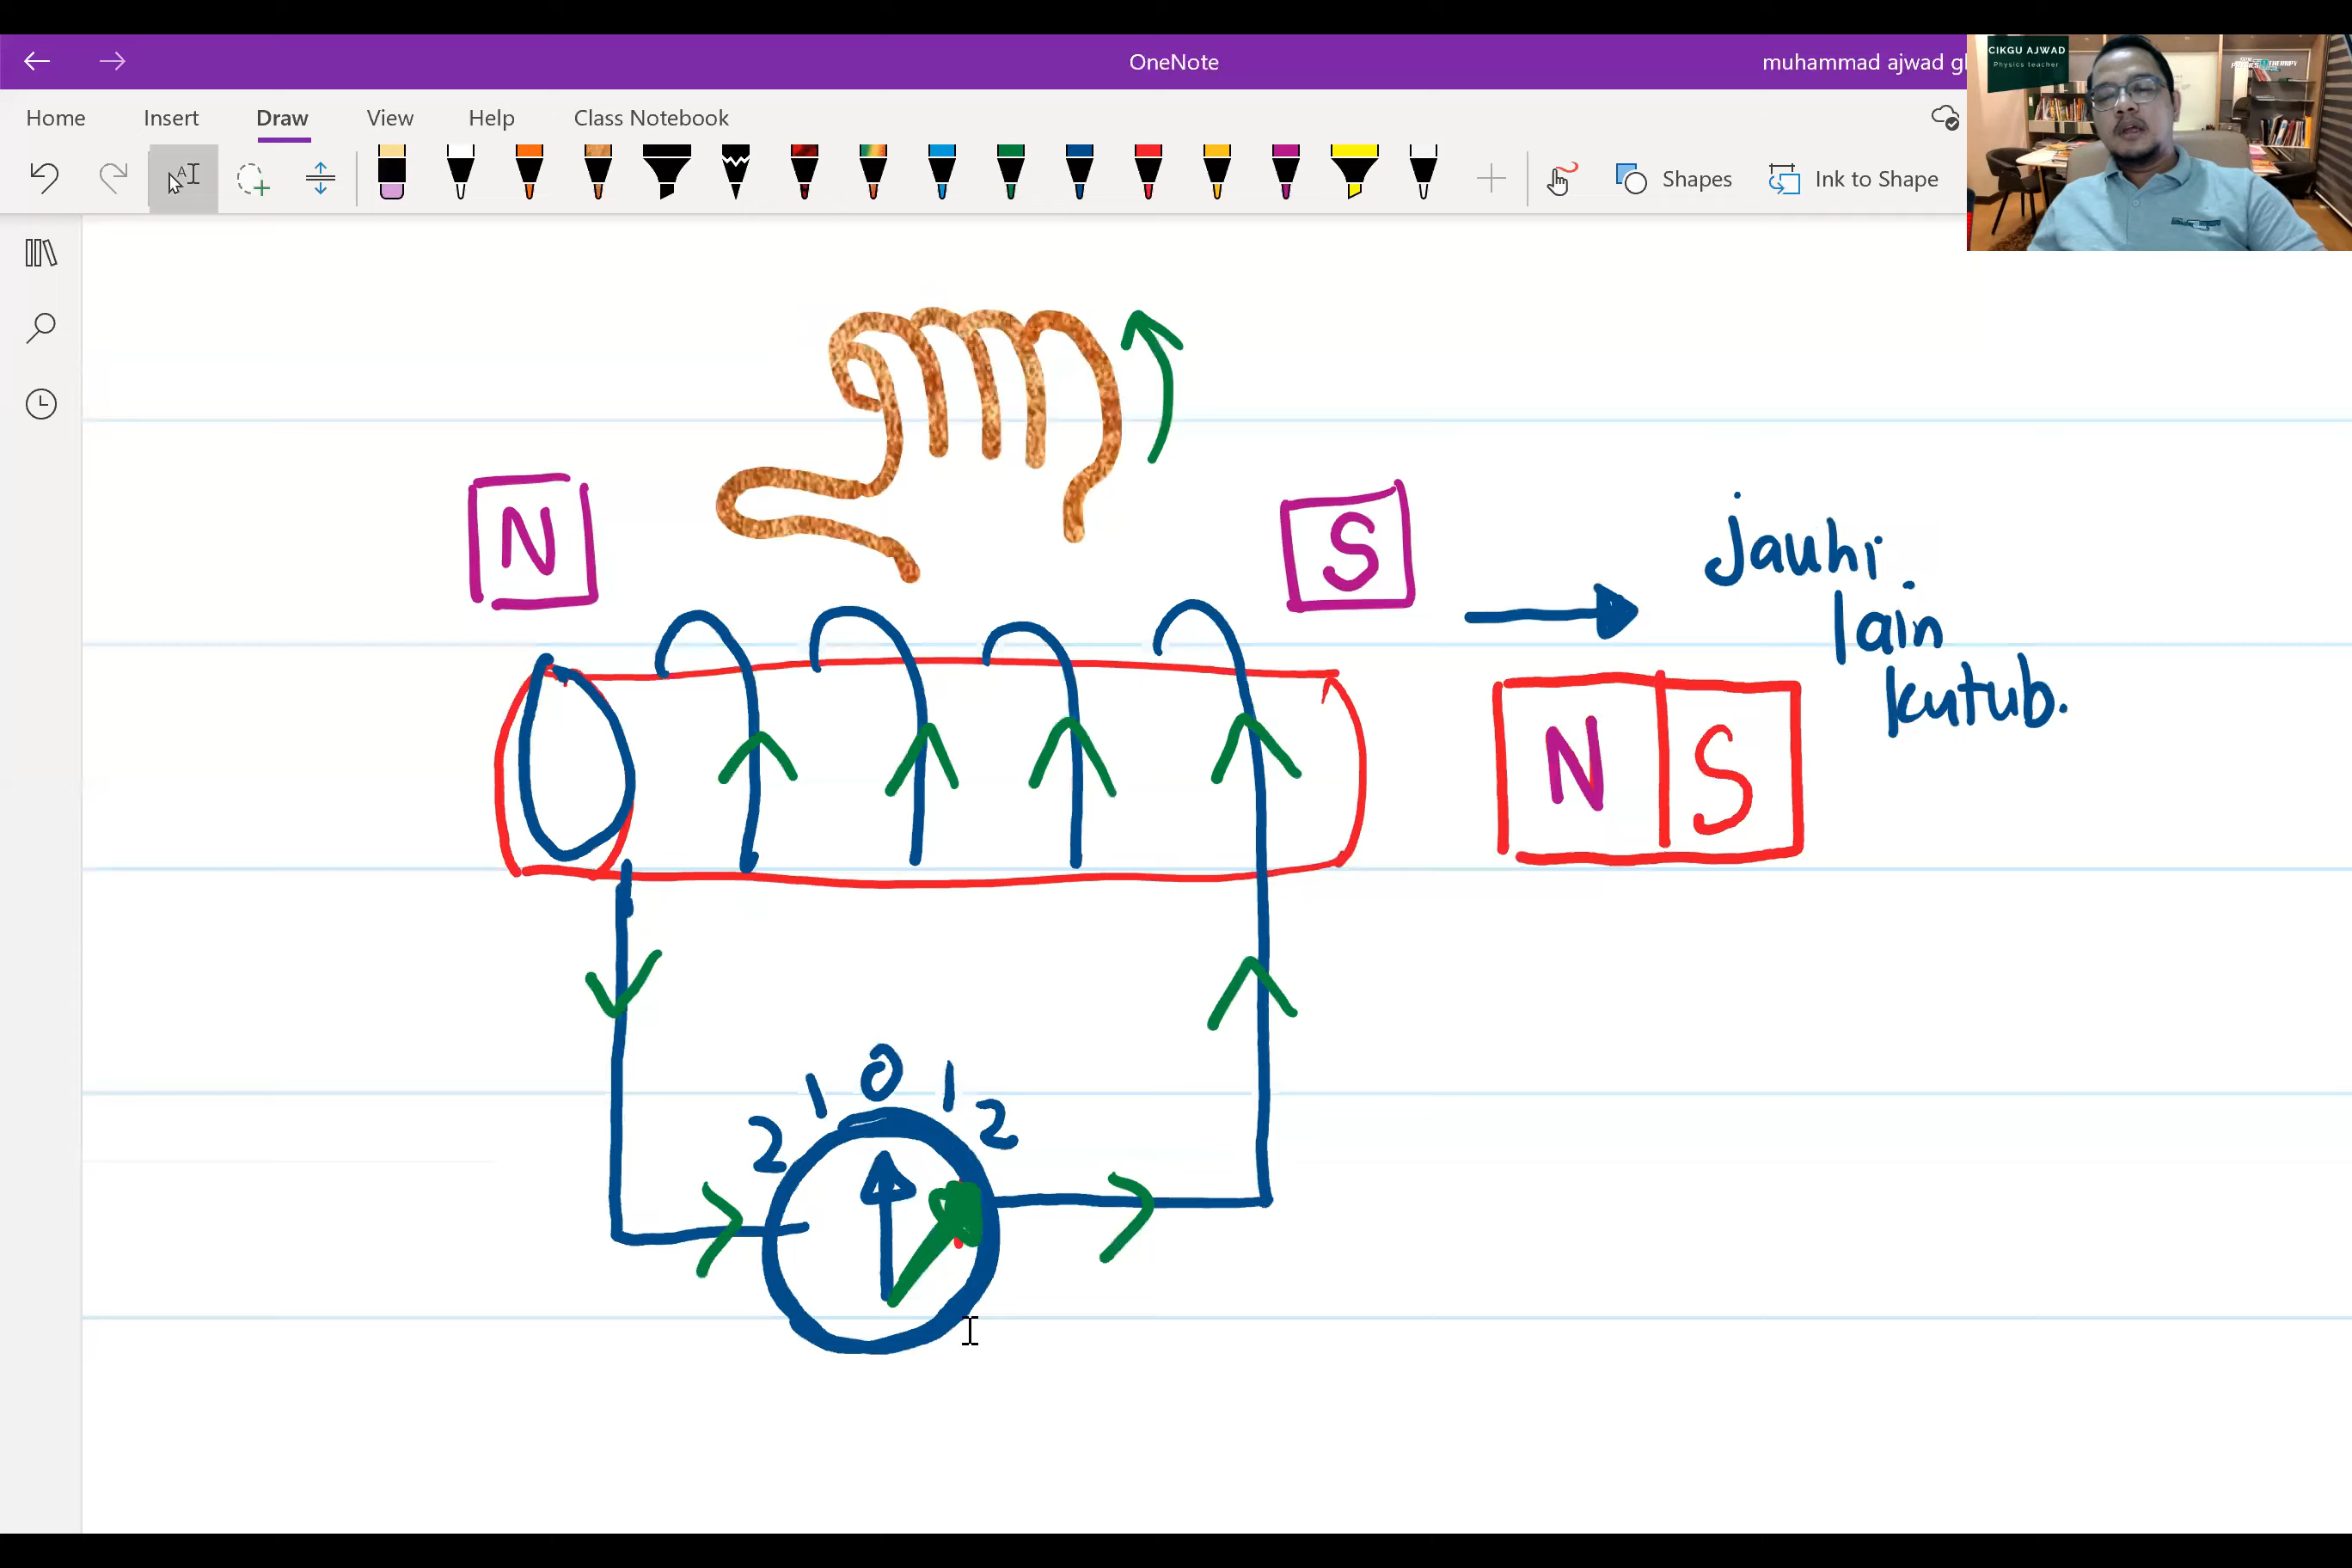 OneNote
muhammad ajwad gl
CIKGU AJWAD
Physics teacher
Home Insert Draw View Help Class Notebook
Shapes Ink to Shape
N
S
jauhi
lain
kutub.
N S
2 1 0 1 2